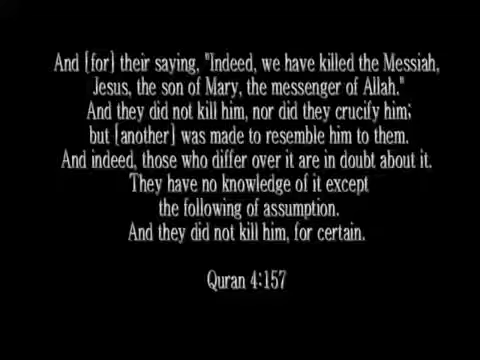 And [for] their saying, "Indeed, we have killed the Messiah,
Jesus, the son of Mary, the messenger of Allah."
And they did not kill him, nor did they crucify him;
but [another] was made to resemble him to them.
And indeed, those who differ over it are in doubt about it.
They have no knowledge of it except
the following of assumption.
And they did not kill him, for certain.
Quran 4:157